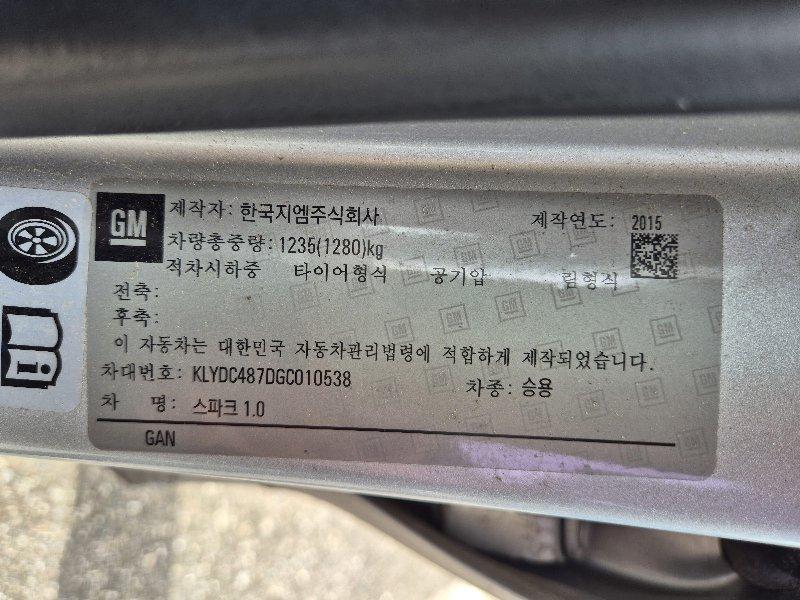 GM 제작자: 한국지엠주식회사 제작연도: 2015
차량총중량: 1235(1280)kg
적차시하중 타이어형식 공기압 림형식
전축:
후축:
이 자동차는 대한민국 자동차관리법령에 적합하게 제작되었습니다.
차대번호: KLYDC487DGC010538 차종: 승용
차 명: 스파크 1.0
GAN